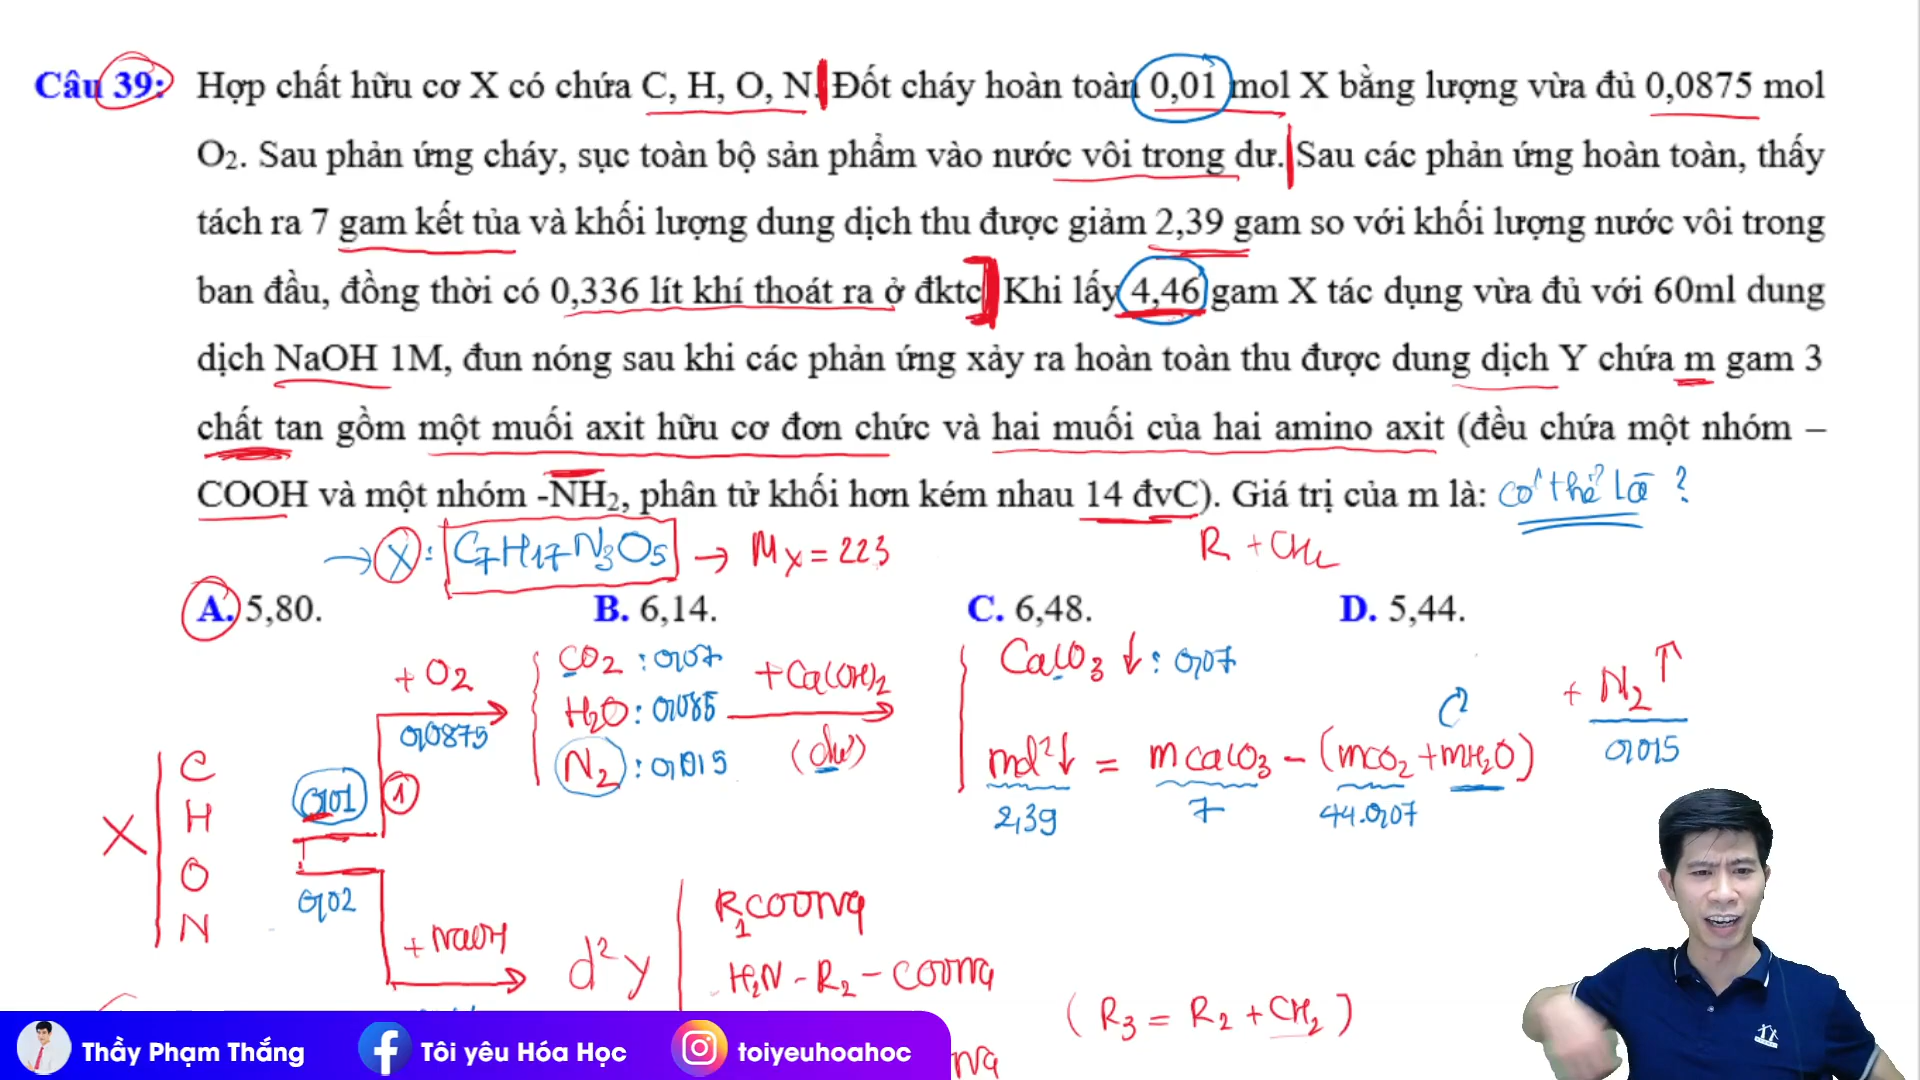 Câu 39: Hợp chất hữu cơ X có chứa C, H, O, N. Đốt cháy hoàn toàn 0,01 mol X bằng lượng vừa đủ 0,0875 mol
O₂. Sau phản ứng cháy, sục toàn bộ sản phẩm vào nước vôi trong dư. Sau các phản ứng hoàn toàn, thấy
tách ra 7 gam kết tủa và khối lượng dung dịch thu được giảm 2,39 gam so với khối lượng nước vôi trong
ban đầu, đồng thời có 0,336 lít khí thoát ra ở đktc. Khi lấy 4,46 gam X tác dụng vừa đủ với 60ml dung
dịch NaOH 1M, đun nóng sau khi các phản ứng xảy ra hoàn toàn thu được dung dịch Y chứa m gam 3
chất tan gồm một muối axit hữu cơ đơn chức và hai muối của hai amino axit (đều chứa một nhóm –
COOH và một nhóm -NH₂, phân tử khối hơn kém nhau 14 đvC). Giá trị của m là: có thể là ?
→ X: C₇H₁₇N₃O₅ → Mx = 223 R + CH₂
A. 5,80. B. 6,14. C. 6,48. D. 5,44.
+ O₂ CO₂ : 0,07 + Ca(OH)₂ CaCO₃ ↓ : 0,07 + N₂ ↑
0,0875 H₂O : 0,085 (dư) 0,015
N₂ : 0,015 md² ↓ = mCaCO₃ - (mCO₂ + mH₂O)
2,39 7 44.0,07
X C H O N 0,01 1
0,02
+ NaOH d² y R₁COONa
H₂N - R₂ - COONa
(R₃ = R₂ + CH₂)
Thầy Phạm Thắng Tôi yêu Hóa Học toiyeuhoahoc